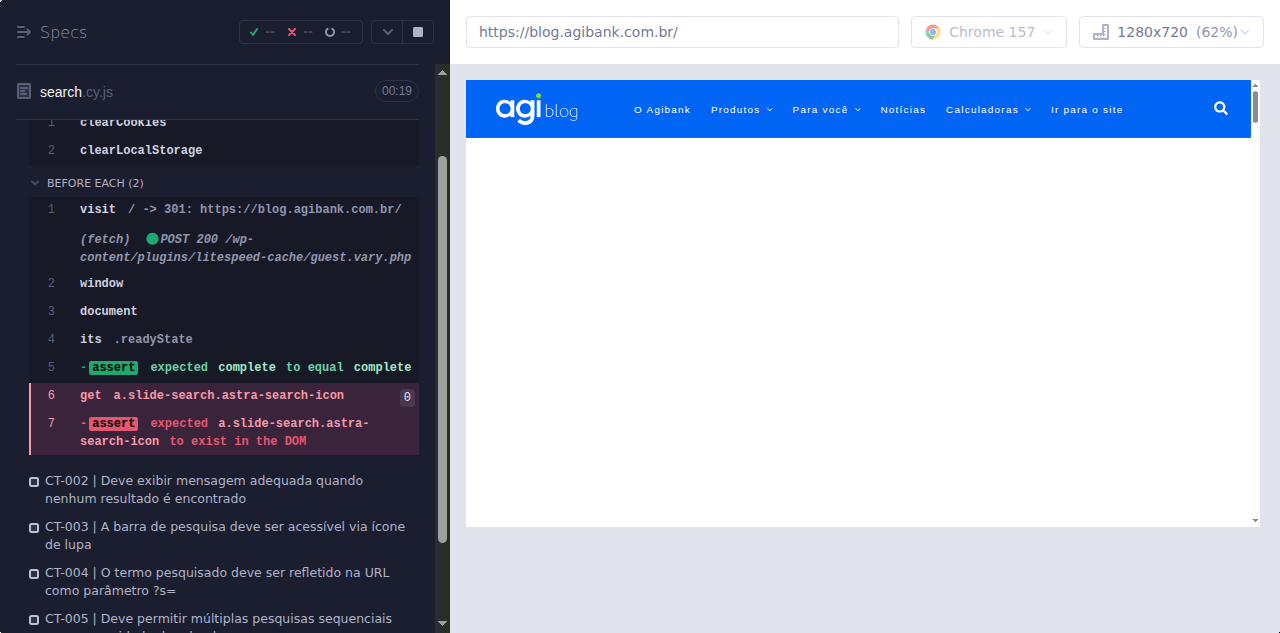 Specs
-- -- --
https://blog.agibank.com.br/
Chrome 157
1280x720 (62%)
search.cy.js
00:19
1 clearCookies
2 clearLocalStorage
BEFORE EACH (2)
1 visit / -> 301: https://blog.agibank.com.br/
(fetch) POST 200 /wp-
content/plugins/litespeed-cache/guest.vary.php
2 window
3 document
4 its .readyState
5 -assert expected complete to equal complete
6 get a.slide-search.astra-search-icon 0
7 -assert expected a.slide-search.astra-
search-icon to exist in the DOM
CT-002 | Deve exibir mensagem adequada quando
nenhum resultado é encontrado
CT-003 | A barra de pesquisa deve ser acessível via ícone
de lupa
CT-004 | O termo pesquisado deve ser refletido na URL
como parâmetro ?s=
CT-005 | Deve permitir múltiplas pesquisas sequenciais
agi blog
O Agibank Produtos Para você Notícias Calculadoras Ir para o site